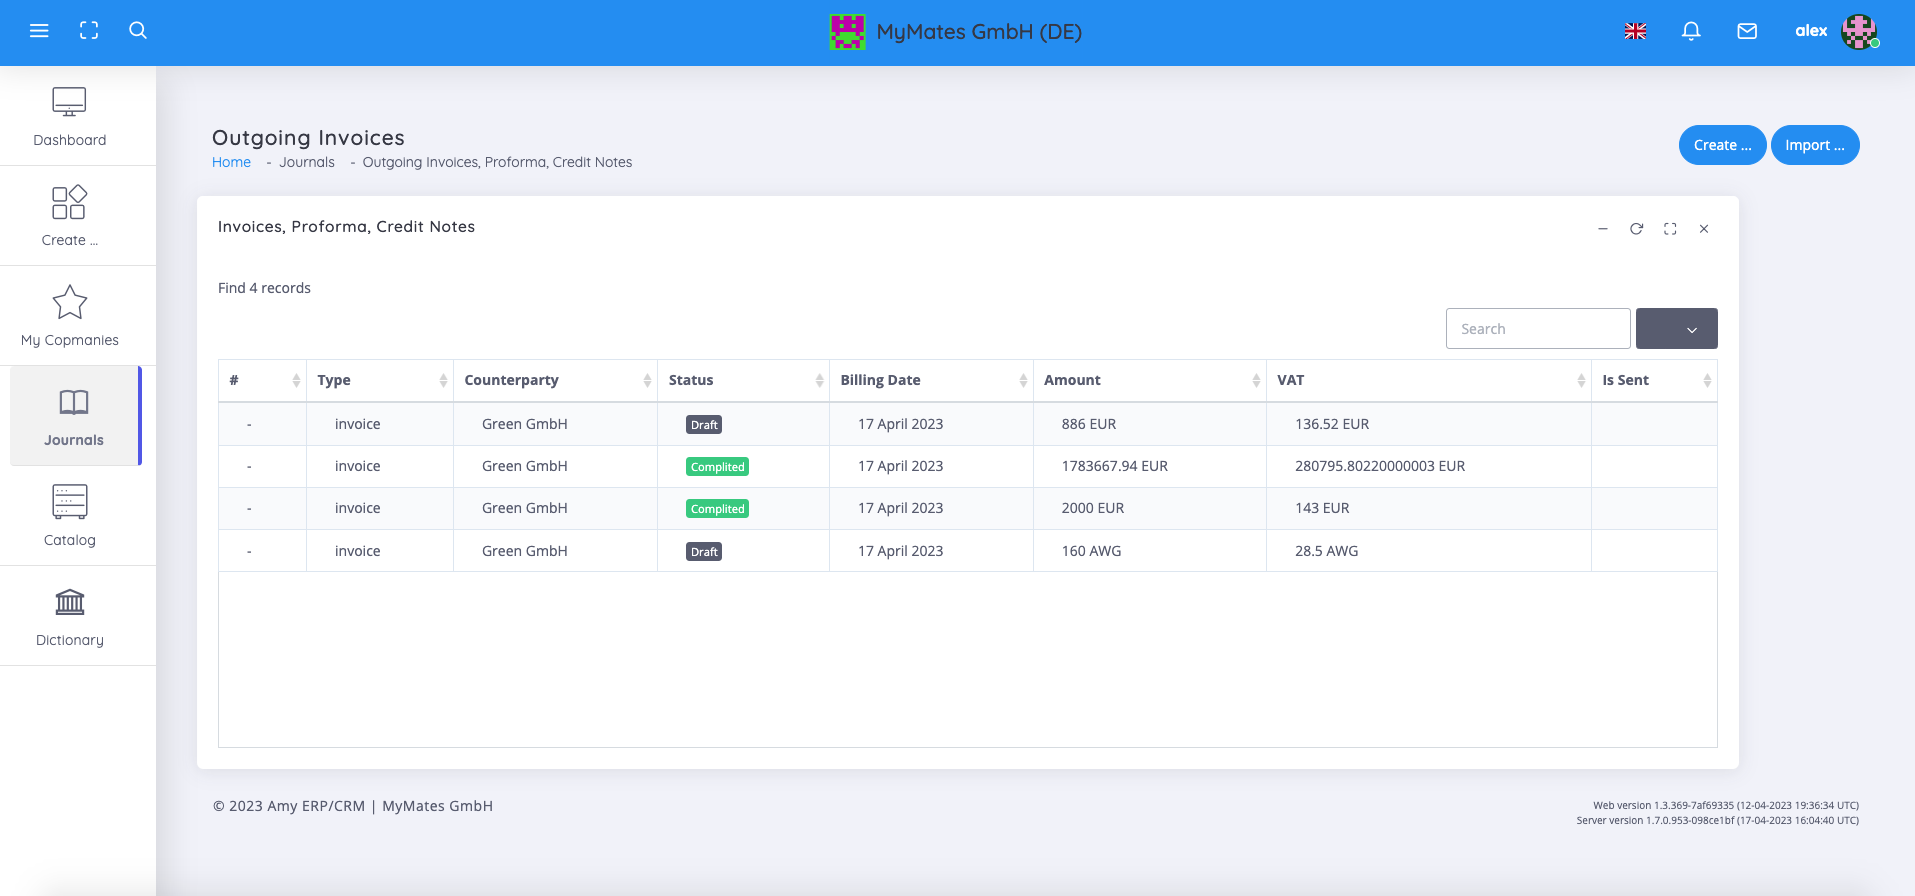 MyMates GmbH (DE)
alex
Dashboard
Create ...
My Copmanies
Journals
Catalog
Dictionary
Outgoing Invoices
Home - Journals - Outgoing Invoices, Proforma, Credit Notes
Create ... Import ...
Invoices, Proforma, Credit Notes
Find 4 records
Search
# Type Counterparty Status Billing Date Amount VAT Is Sent
- invoice Green GmbH Draft 17 April 2023 886 EUR 136.52 EUR
- invoice Green GmbH Complited 17 April 2023 1783667.94 EUR 280795.80220000003 EUR
- invoice Green GmbH Complited 17 April 2023 2000 EUR 143 EUR
- invoice Green GmbH Draft 17 April 2023 160 AWG 28.5 AWG
© 2023 Amy ERP/CRM | MyMates GmbH
Web version 1.3.369-7af69335 (12-04-2023 19:36:34 UTC)
Server version 1.7.0.953-098ce1bf (17-04-2023 16:04:40 UTC)